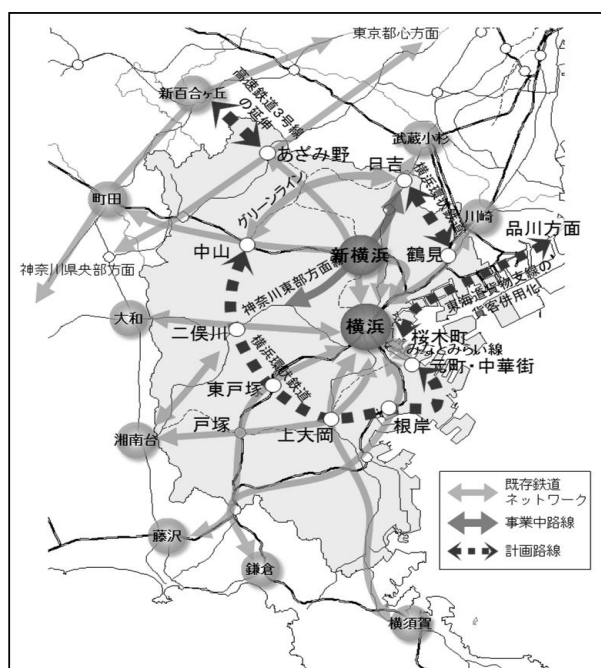 東京都心方面
新百合ヶ丘
高速鉄道3号線
の延伸
あざみ野
武蔵小杉
日吉
町田
グリーンライン
横浜環状鉄道
川崎
品川方面
中山
新横浜
鶴見
神奈川県央部方面
神奈川東部方面線
東海道貨物支線の、
貨客併用化
大和
二俣川
横浜
桜木町
みなとみらい線
元町・中華街
横浜環状鉄道
東戸塚
戸塚
上大岡
根岸
湘南台
藤沢
鎌倉
横須賀
既存鉄道
ネットワーク
事業中路線
計画路線